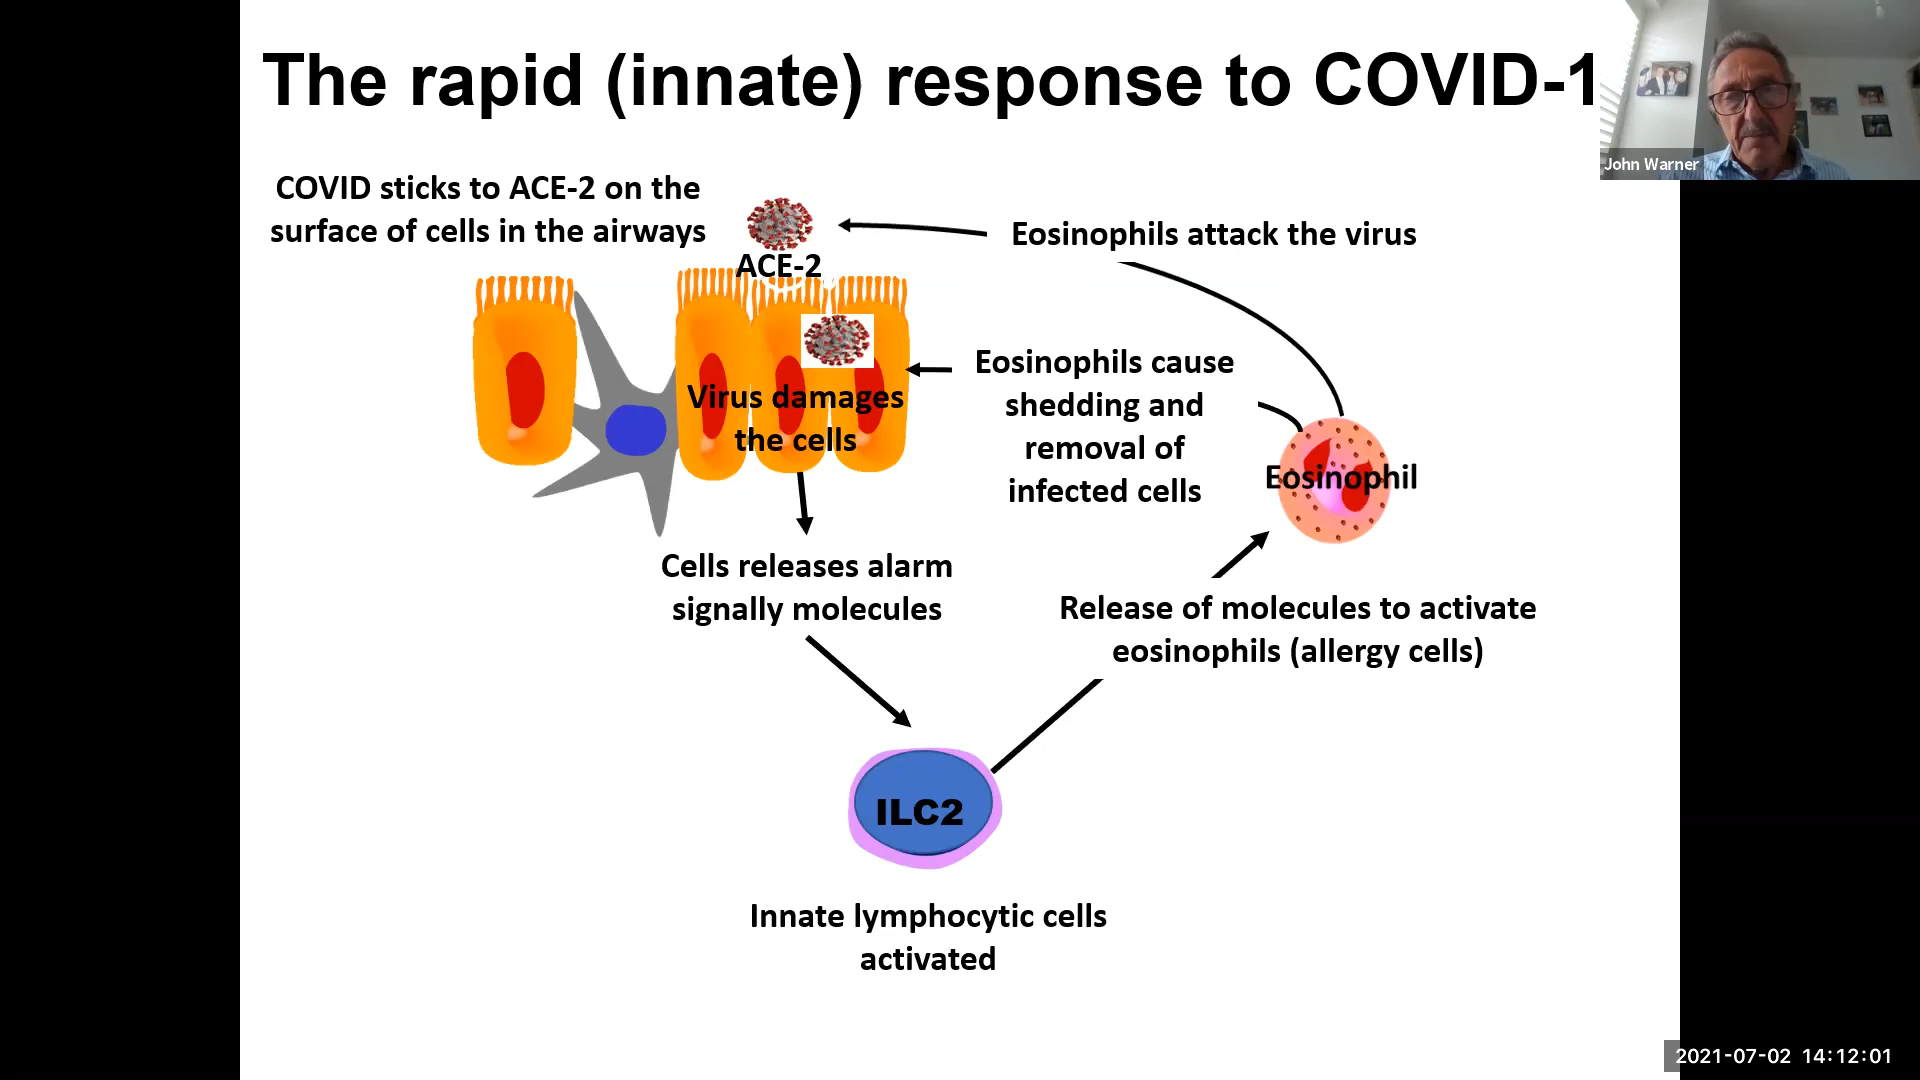 The rapid (innate) response to COVID-1
John Warner
COVID sticks to ACE-2 on the
surface of cells in the airways
ACE-2
Eosinophils attack the virus
Virus damages
the cells
Eosinophils cause
shedding and
removal of
infected cells
Eosinophil
Cells releases alarm
signally molecules
Release of molecules to activate
eosinophils (allergy cells)
ILC2
Innate lymphocytic cells
activated
2021-07-02 14:12:01